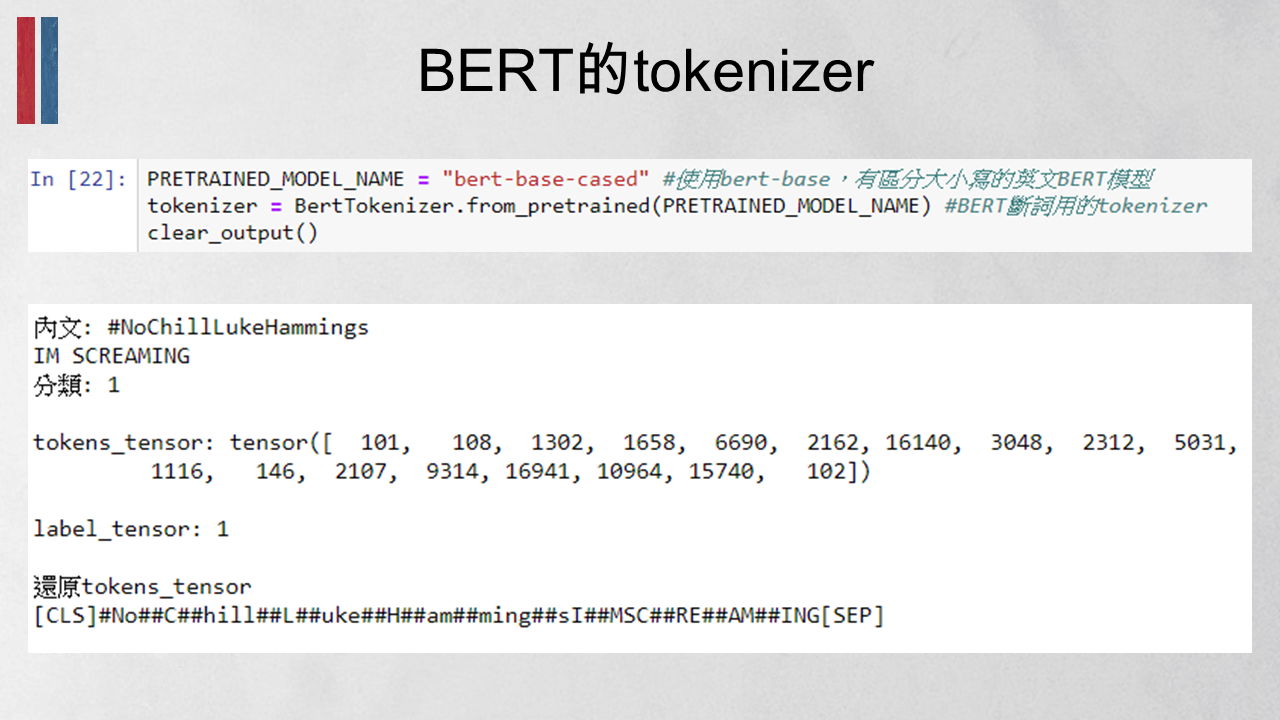 BERT的tokenizer
In [22]: PRETRAINED_MODEL_NAME = "bert-base-cased" #使用bert-base，有區分大小寫的英文BERT模型
tokenizer = BertTokenizer.from_pretrained(PRETRAINED_MODEL_NAME) #BERT斷詞用的tokenizer
clear_output()
內文: #NoChillLukeHammings
IM SCREAMING
分類: 1
tokens_tensor: tensor([  101,   108,  1302,  1658,  6690,  2162, 16140,  3048,  2312,  5031,
1116,   146,  2107,  9314, 16941, 10964, 15740,   102])
label_tensor: 1
還原tokens_tensor
[CLS]#No##C##hill##L##uke##H##am##ming##sI##MSC##RE##AM##ING[SEP]